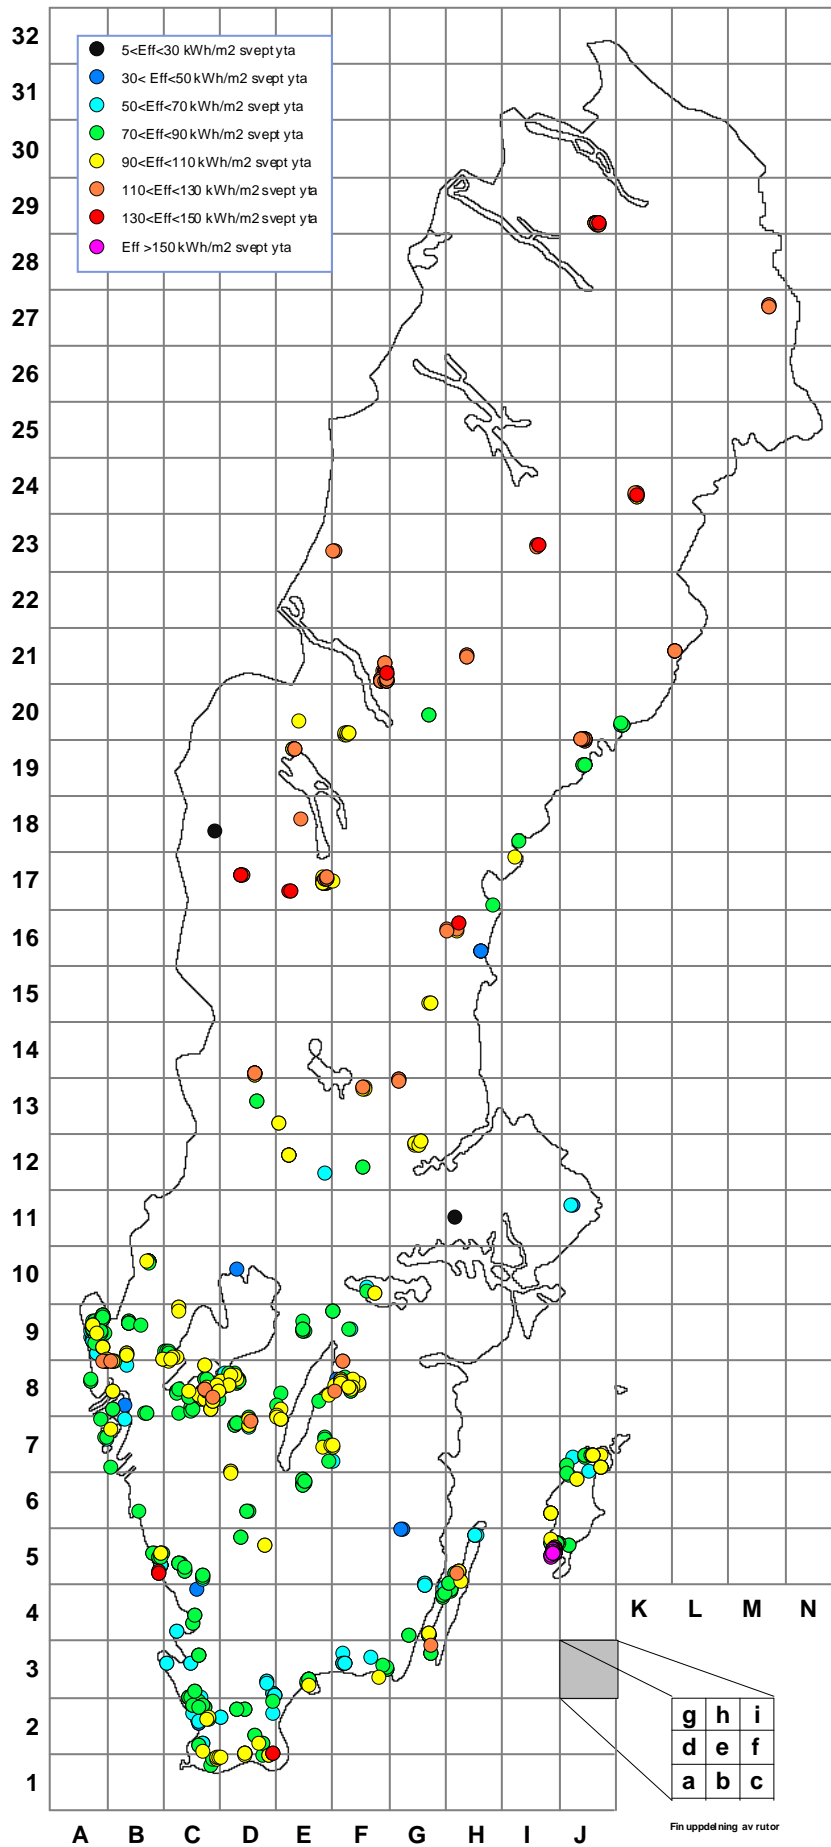 32
5<Eff<30 kWh/m2 svept yta
30< Eff<50 kWh/m2 svept yta
50<Eff<70 kWh/m2 svept yta
70<Eff<90 kWh/m2 svept yta
90<Eff<110 kWh/m2 svept yta
110<Eff<130 kWh/m2 svept yta
130<Eff<150 kWh/m2 svept yta
Eff >150 kWh/m2 svept yta
31
30
29
28
27
26
25
24
23
22
21
20
19
18
17
16
15
14
13
12
11
10
9
8
7
6
5
4
K L M N
3
g h i
2
d e f
a b c
1
Fin uppdelning av rutor
A B C D E F G H I J